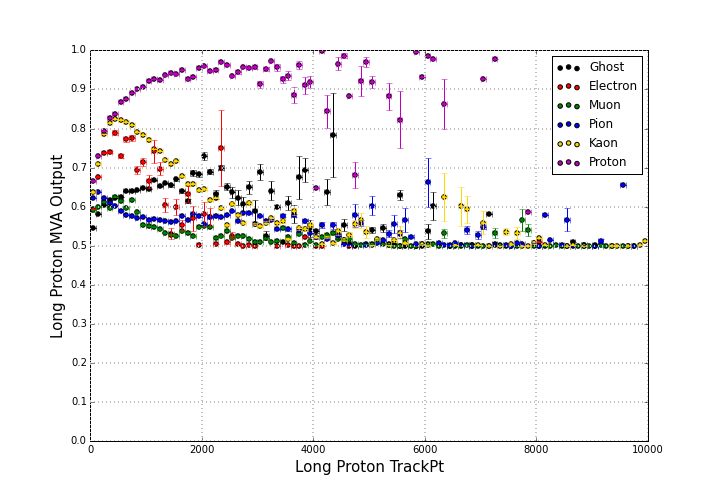 1.0
0.9
0.8
0.7
0.6
0.5
0.4
0.3
0.2
0.1
0.0
Long Proton MVA Output
Ghost
Electron
Muon
Pion
Kaon
Proton
0 2000 4000 6000 8000 10000
Long Proton TrackPt